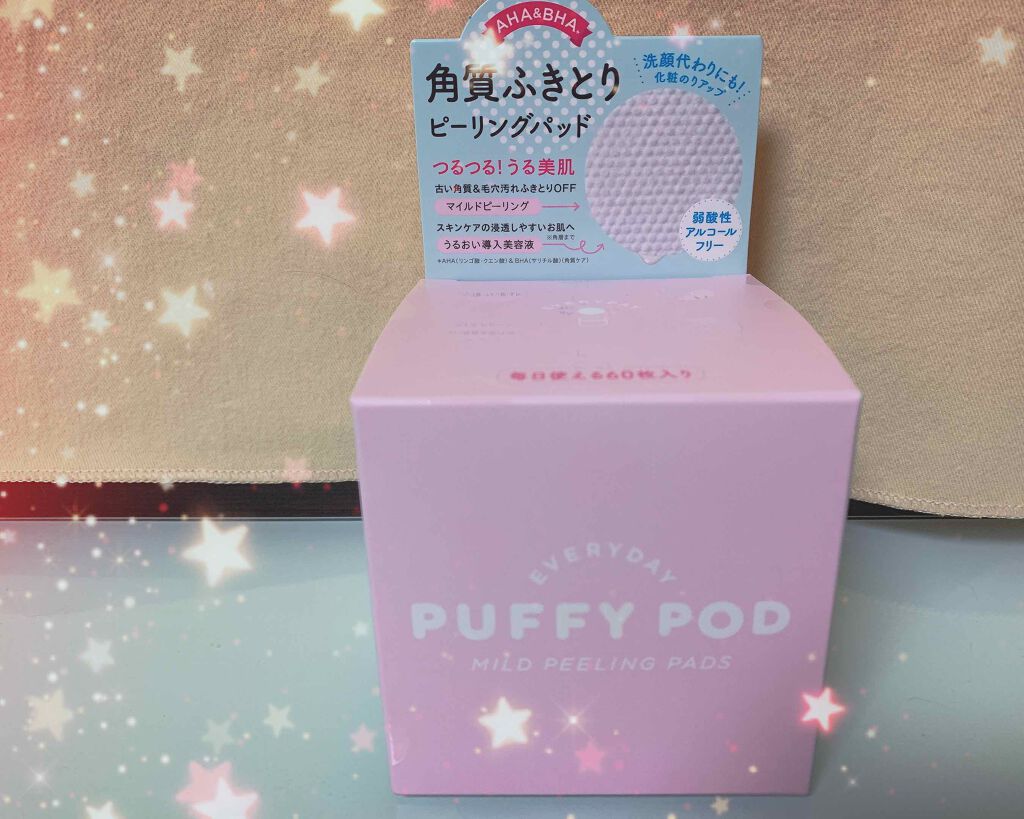 AHA&BHA*
角質ふきとり
ピーリングパッド
洗顔代わりにも!
化粧のりアップ
つるつる!うる美肌
古い角質&毛穴汚れふきとりOFF
マイルドピーリング
スキンケアの浸透しやすいお肌へ
※角層まで
うるおい導入美容液
*AHA(リンゴ酸・クエン酸)&BHA(サリチル酸)(角質ケア)
弱酸性
アルコール
フリー
毎日使える60枚入り
EVERYDAY
PUFFY POD
MILD PEELING PADS